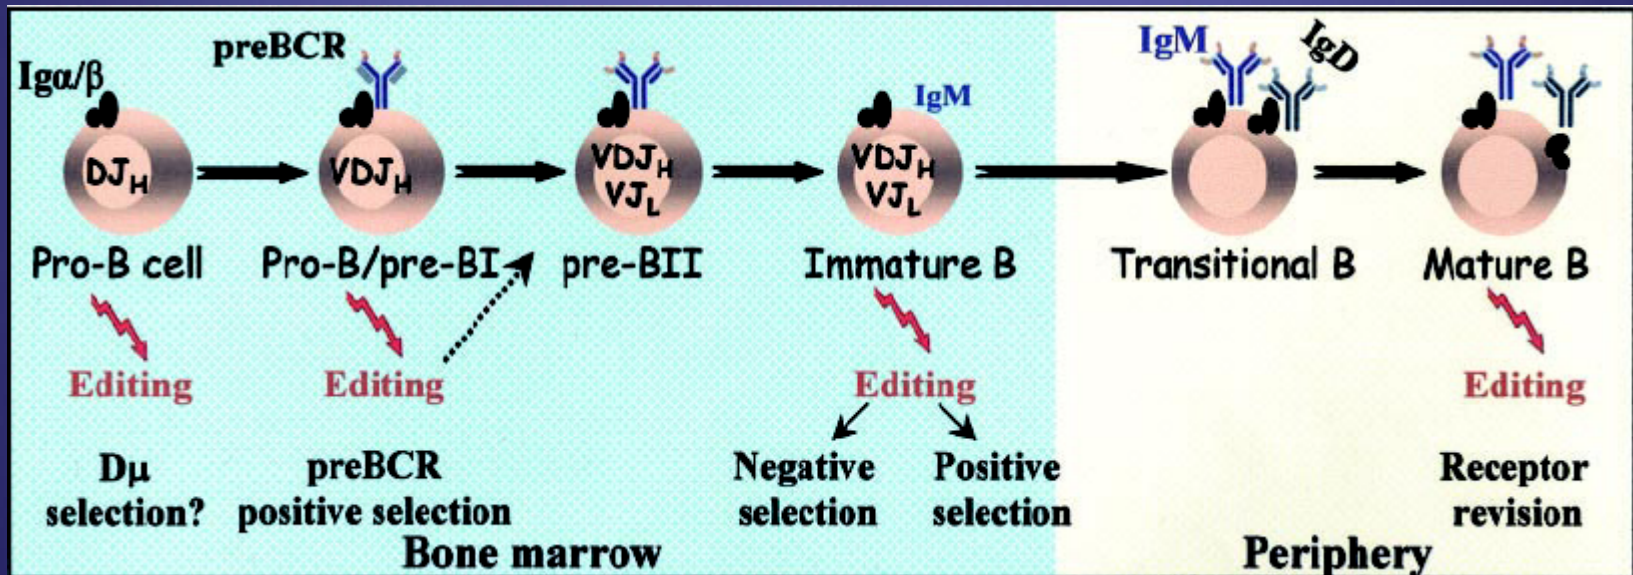 preBCR
Igα/β
IgM
IgM
IgD
DJH
VDJH
VDJH
VJL
VDJH
VJL
Pro-B cell
Pro-B/pre-BI
pre-BII
Immature B
Transitional B
Mature B
Editing
Editing
Editing
Editing
Dμ
selection?
preBCR
positive selection
Negative
selection
Positive
selection
Receptor
revision
Bone marrow
Periphery